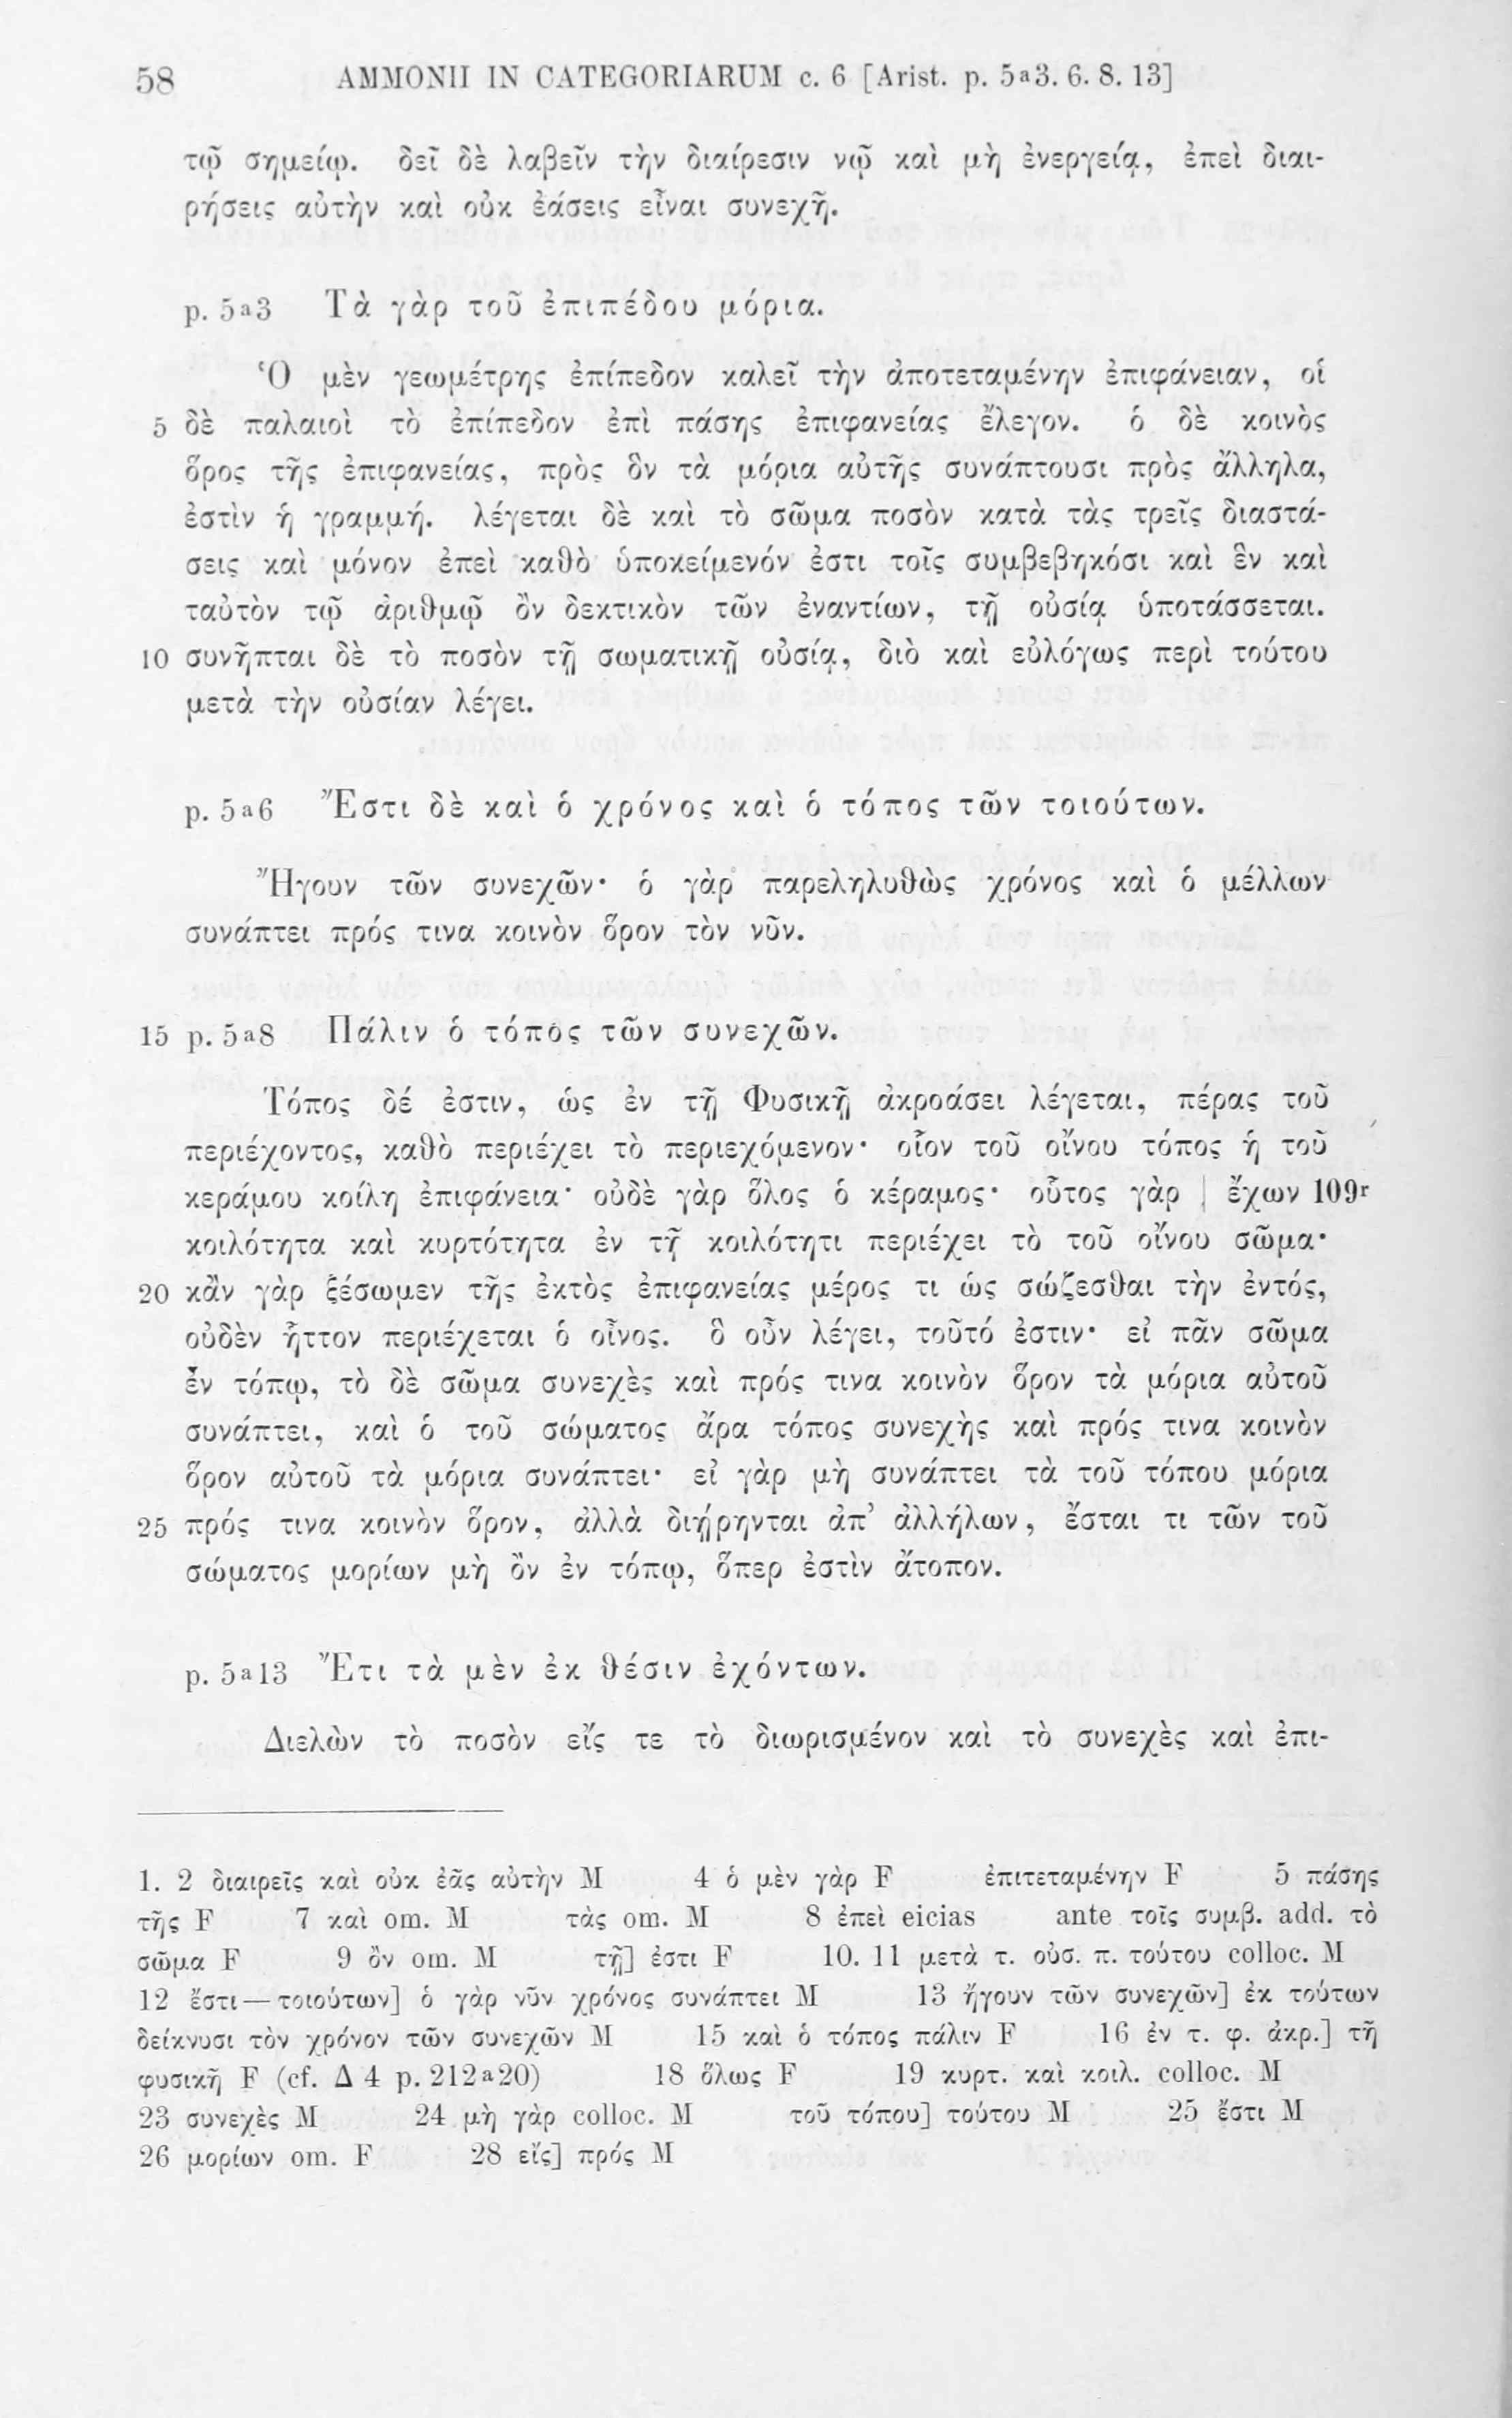 58 AMMONII IN CATEGORIARUM c. 6 [Arist. p. 5a3. 6. 8. 13]
τῷ σημείῳ. δεῖ δὲ λαβεῖν τὴν διαίρεσιν νῷ καὶ μὴ ἐνεργείᾳ, ἐπεὶ διαι-
ρήσεις αὐτὴν καὶ οὐκ ἐάσεις εἶναι συνεχῆ.
p. 5a3 Τὰ γὰρ τοῦ ἐπιπέδου μόρια.
Ὁ μὲν γεωμέτρης ἐπίπεδον καλεῖ τὴν ἀποτεταμένην ἐπιφάνειαν, οἱ
5 δὲ παλαιοὶ τὸ ἐπίπεδον ἐπὶ πάσης ἐπιφανείας ἔλεγον. ὁ δὲ κοινὸς
ὅρος τῆς ἐπιφανείας, πρὸς ὃν τὰ μόρια αὐτῆς συνάπτουσι πρὸς ἄλληλα,
ἐστὶν ἡ γραμμή. λέγεται δὲ καὶ τὸ σῶμα ποσὸν κατὰ τὰς τρεῖς διαστά-
σεις καὶ μόνον ἐπεὶ καθὸ ὑποκείμενόν ἐστι τοῖς συμβεβηκόσι καὶ ἓν καὶ
ταὐτὸν τῷ ἀριθμῷ ὂν δεκτικὸν τῶν ἐναντίων, τῇ οὐσίᾳ ὑποτάσσεται.
10 συνῆπται δὲ τὸ ποσὸν τῇ σωματικῇ οὐσίᾳ, διὸ καὶ εὐλόγως περὶ τούτου
μετὰ τὴν οὐσίαν λέγει.
p. 5a6 Ἔστι δὲ καὶ ὁ χρόνος καὶ ὁ τόπος τῶν τοιούτων.
Ἤγουν τῶν συνεχῶν· ὁ γὰρ παρεληλυθὼς χρόνος καὶ ὁ μέλλων
συνάπτει πρός τινα κοινὸν ὅρον τὸν νῦν.
15 p. 5a8 Πάλιν ὁ τόπος τῶν συνεχῶν.
Τόπος δέ ἐστιν, ὡς ἐν τῇ Φυσικῇ ἀκροάσει λέγεται, πέρας τοῦ
περιέχοντος, καθὸ περιέχει τὸ περιεχόμενον· οἷον τοῦ οἴνου τόπος ἡ τοῦ
κεράμου κοίλη ἐπιφάνεια· οὐδὲ γὰρ ὅλος ὁ κέραμος· οὗτος γὰρ | ἔχων 109r
κοιλότητα καὶ κυρτότητα ἐν τῇ κοιλότητι περιέχει τὸ τοῦ οἴνου σῶμα·
20 κἂν γὰρ ξέσωμεν τῆς ἐκτὸς ἐπιφανείας μέρος τι ὡς σώζεσθαι τὴν ἐντός,
οὐδὲν ἧττον περιέχεται ὁ οἶνος. ὃ οὖν λέγει, τοῦτό ἐστιν· εἰ πᾶν σῶμα
ἐν τόπῳ, τὸ δὲ σῶμα συνεχὲς καὶ πρός τινα κοινὸν ὅρον τὰ μόρια αὐτοῦ
συνάπτει, καὶ ὁ τοῦ σώματος ἄρα τόπος συνεχὴς καὶ πρός τινα κοινὸν
ὅρον αὐτοῦ τὰ μόρια συνάπτει· εἰ γὰρ μὴ συνάπτει τὰ τοῦ τόπου μόρια
25 πρός τινα κοινὸν ὅρον, ἀλλὰ διῄρηνται ἀπ' ἀλλήλων, ἔσται τι τῶν τοῦ
σώματος μορίων μὴ ὂν ἐν τόπῳ, ὅπερ ἐστὶν ἄτοπον.
p. 5a13 Ἔτι τὰ μὲν ἐκ θέσιν ἐχόντων.
Διελὼν τὸ ποσὸν εἴς τε τὸ διωρισμένον καὶ τὸ συνεχὲς καὶ ἐπι-
1. 2 διαιρεῖς καὶ οὐκ ἐᾷς αὐτὴν M 4 ὁ μὲν γὰρ F ἐπιτεταμένην F 5 πάσης
τῆς F 7 καὶ om. M τὰς om. M 8 ἐπεὶ eicias ante τοῖς συμβ. add. τὸ
σῶμα F 9 ὂν om. M τῇ] ἐστι F 10. 11 μετὰ τ. οὐσ. π. τούτου colloc. M
12 ἔστι — τοιούτων] ὁ γὰρ νῦν χρόνος συνάπτει M 13 ἤγουν τῶν συνεχῶν] ἐκ τούτων
δείκνυσι τὸν χρόνον τῶν συνεχῶν M 15 καὶ ὁ τόπος πάλιν F 16 ἐν τ. φ. ἀκρ.] τῇ
φυσικῇ F (cf. Δ 4 p. 212a20) 18 ὅλως F 19 κυρτ. καὶ κοιλ. colloc. M
23 συνεχὲς M 24 μὴ γὰρ colloc. M τοῦ τόπου] τούτου M 25 ἔστι M
26 μορίων om. F 28 εἴς] πρός M